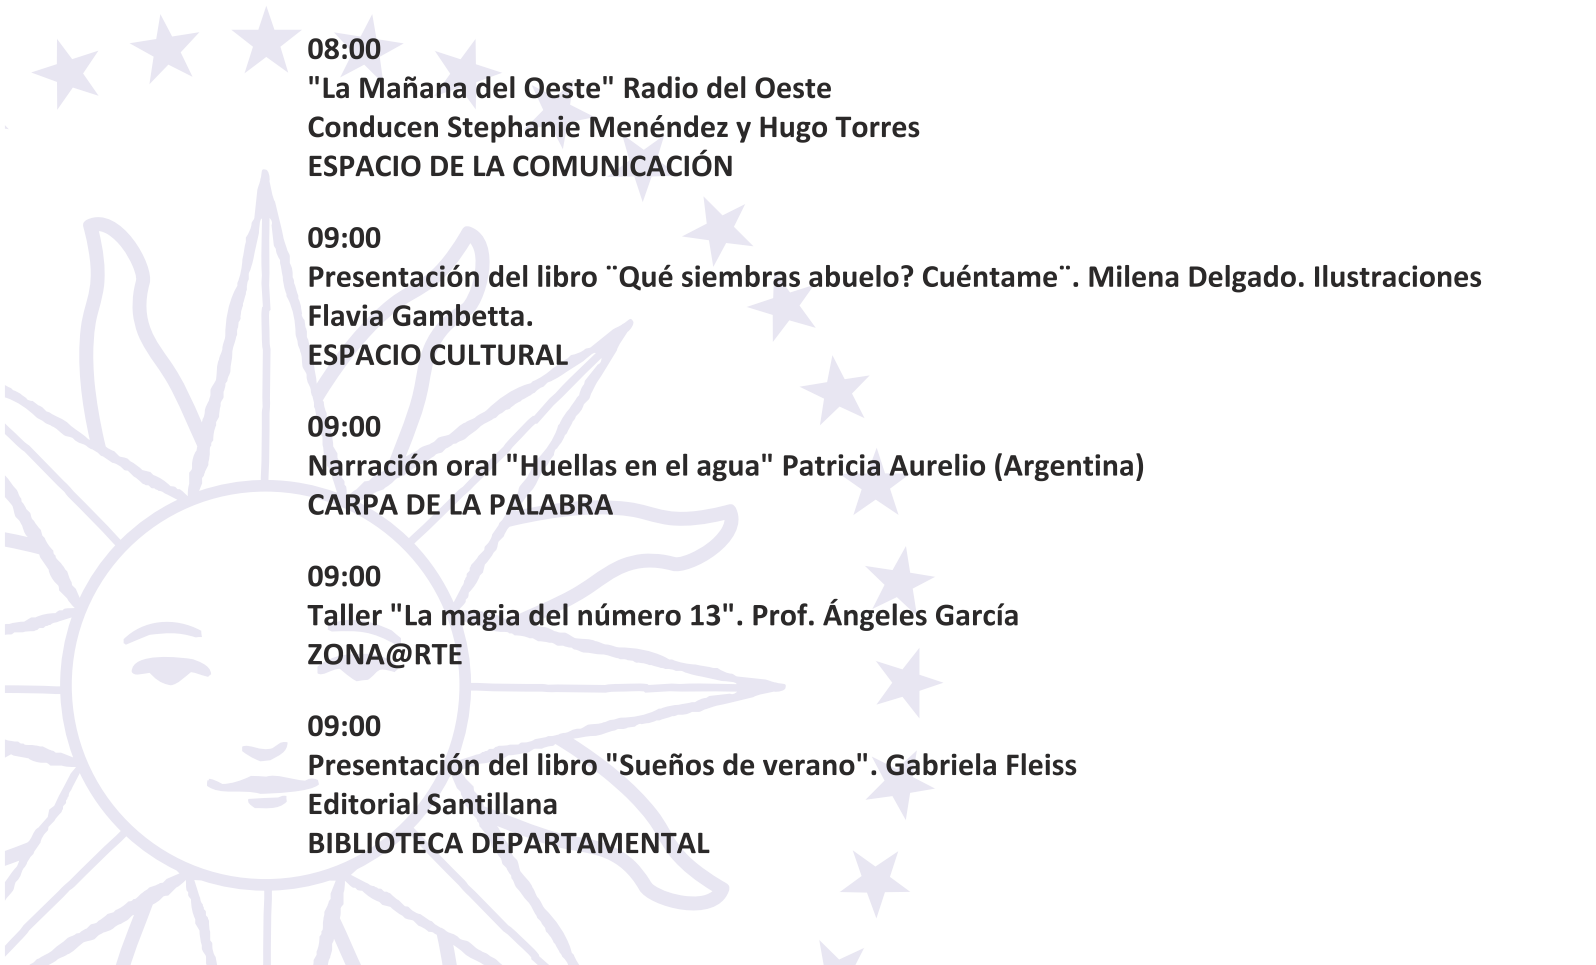 08:00
"La Mañana del Oeste" Radio del Oeste
Conducen Stephanie Menéndez y Hugo Torres
ESPACIO DE LA COMUNICACIÓN
09:00
Presentación del libro ¨Qué siembras abuelo? Cuéntame¨. Milena Delgado. Ilustraciones
Flavia Gambetta.
ESPACIO CULTURAL
09:00
Narración oral "Huellas en el agua" Patricia Aurelio (Argentina)
CARPA DE LA PALABRA
09:00
Taller "La magia del número 13". Prof. Ángeles García
ZONA@RTE
09:00
Presentación del libro "Sueños de verano". Gabriela Fleiss
Editorial Santillana
BIBLIOTECA DEPARTAMENTAL